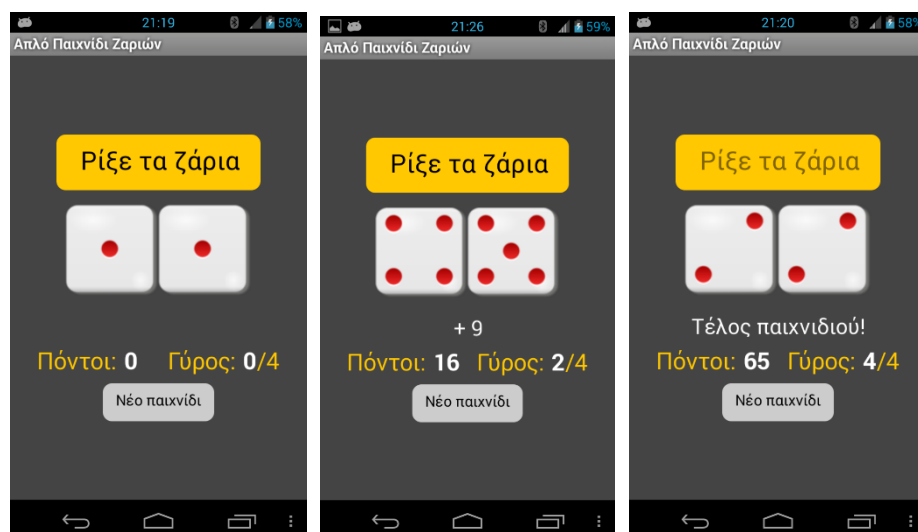 21:19
58%
Απλό Παιχνίδι Ζαριών
Ρίξε τα ζάρια
Πόντοι: 0 Γύρος: 0/4
Νέο παιχνίδι
21:26
59%
Απλό Παιχνίδι Ζαριών
Ρίξε τα ζάρια
+ 9
Πόντοι: 16 Γύρος: 2/4
Νέο παιχνίδι
21:20
58%
Απλό Παιχνίδι Ζαριών
Ρίξε τα ζάρια
Τέλος παιχνιδιού!
Πόντοι: 65 Γύρος: 4/4
Νέο παιχνίδι